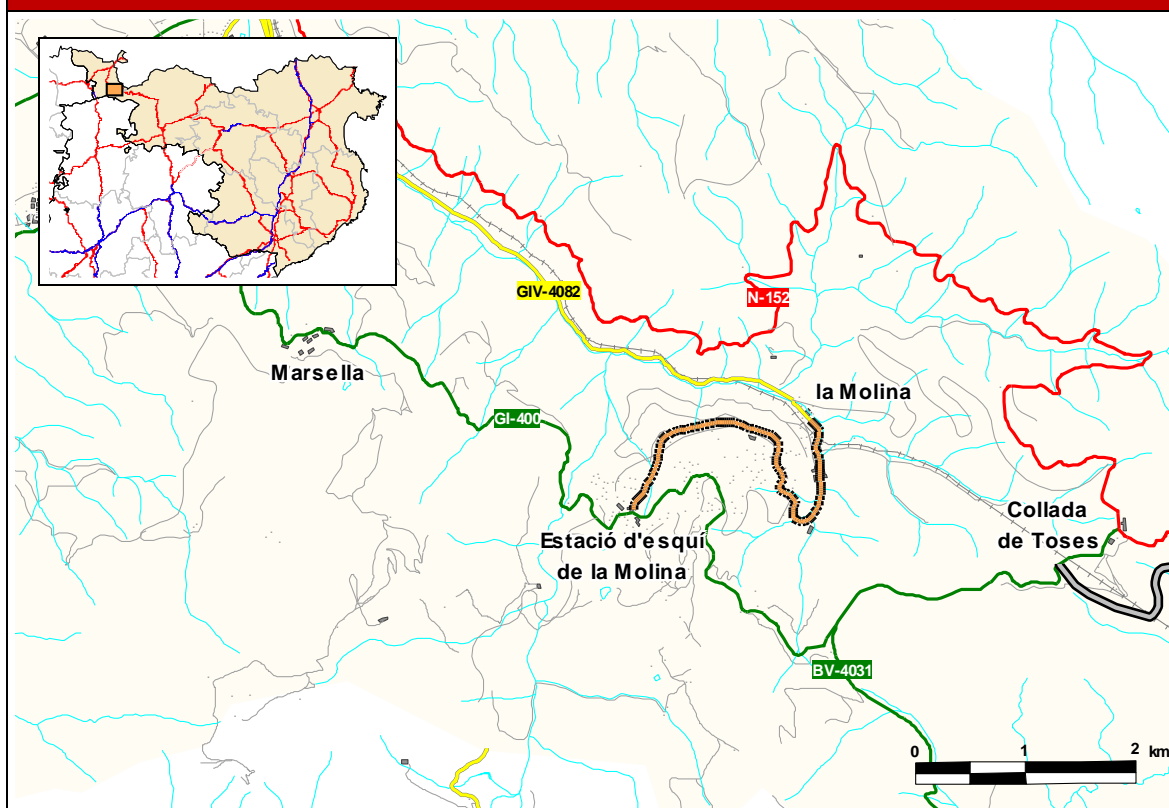 GIV-4082
N-152
Marsella
la Molina
GI-400
Collada
de Toses
Estació d'esquí
de la Molina
BV-4031
0 1 2 km